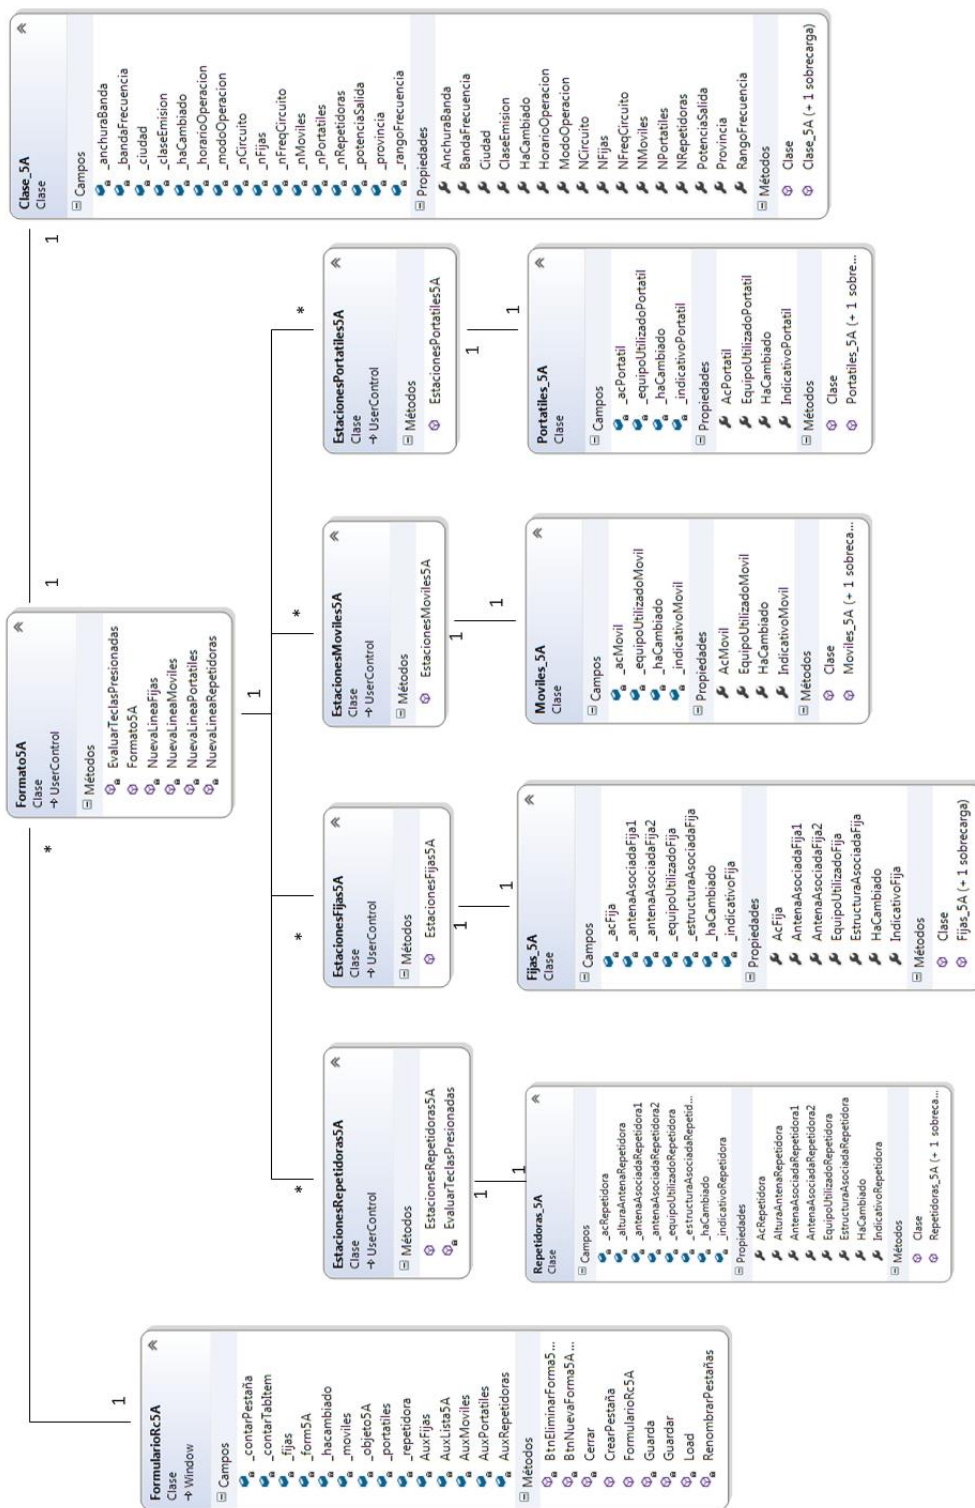 FormularioRc5A
Clase
→ Window
Campos
_contarPestaña
_contarTabItem
_fijas
_form5A
_hacambiado
_moviles
_objeto5A
_portatiles
_repetidora
AuxFijas
AuxLista5A
AuxMoviles
AuxPortatiles
AuxRepetidoras
Métodos
BtnEliminarForma5...
BtnNuevaForma5A...
Cerrar
CrearPestaña
FormularioRc5A
Guarda
Guardar
Load
RenombrarPestañas
1
*
Formato5A
Clase
→ UserControl
Métodos
EvaluarTeclasPresionadas
Formato5A
NuevaLineaFijas
NuevaLineaMoviles
NuevaLineaPortatiles
NuevaLineaRepetidoras
1
1
Clase_5A
Clase
Campos
_anchuraBanda
_bandaFrecuencia
_ciudad
_claseEmision
_haCambiado
_horarioOperacion
_modoOperacion
_nCircuito
_nFijas
_nFreqCircuito
_nMoviles
_nPortatiles
_nRepetidoras
_potenciaSalida
_provincia
_rangoFrecuencia
Propiedades
AnchuraBanda
BandaFrecuencia
Ciudad
ClaseEmision
HaCambiado
HorarioOperacion
ModoOperacion
NCircuito
NFijas
NFreqCircuito
NMoviles
NPortatiles
NRepetidoras
PotenciaSalida
Provincia
RangoFrecuencia
Métodos
Clase
Clase_5A (+ 1 sobrecarga)
1
*
*
*
*
EstacionesRepetidoras5A
Clase
→ UserControl
Métodos
EstacionesRepetidoras5A
EvaluarTeclasPresionadas
1
1
EstacionesFijas5A
Clase
→ UserControl
Métodos
EstacionesFijas5A
1
1
EstacionesMoviles5A
Clase
→ UserControl
Métodos
EstacionesMoviles5A
1
1
EstacionesPortatiles5A
Clase
→ UserControl
Métodos
EstacionesPortatiles5A
1
1
Repetidoras_5A
Clase
Campos
_acRepetidora
_alturaAntenaRepetidora
_antenaAsociadaRepetidora1
_antenaAsociadaRepetidora2
_equipoUtilizadoRepetidora
_estructuraAsociadaRepetid...
_haCambiado
_indicativoRepetidora
Propiedades
AcRepetidora
AlturaAntenaRepetidora
AntenaAsociadaRepetidora1
AntenaAsociadaRepetidora2
EquipoUtilizadoRepetidora
EstructuraAsociadaRepetidora
HaCambiado
IndicativoRepetidora
Métodos
Clase
Repetidoras_5A (+ 1 sobreca...
Fijas_5A
Clase
Campos
_acFija
_antenaAsociadaFija1
_antenaAsociadaFija2
_equipoUtilizadoFija
_estructuraAsociadaFija
_haCambiado
_indicativoFija
Propiedades
AcFija
AntenaAsociadaFija1
AntenaAsociadaFija2
EquipoUtilizadoFija
EstructuraAsociadaFija
HaCambiado
IndicativoFija
Métodos
Clase
Fijas_5A (+ 1 sobrecarga)
Moviles_5A
Clase
Campos
_acMovil
_equipoUtilizadoMovil
_haCambiado
_indicativoMovil
Propiedades
AcMovil
EquipoUtilizadoMovil
HaCambiado
IndicativoMovil
Métodos
Clase
Moviles_5A (+ 1 sobreca...
Portatiles_5A
Clase
Campos
_acPortatil
_equipoUtilizadoPortatil
_haCambiado
_indicativoPortatil
Propiedades
AcPortatil
EquipoUtilizadoPortatil
HaCambiado
IndicativoPortatil
Métodos
Clase
Portatiles_5A (+ 1 sobre...